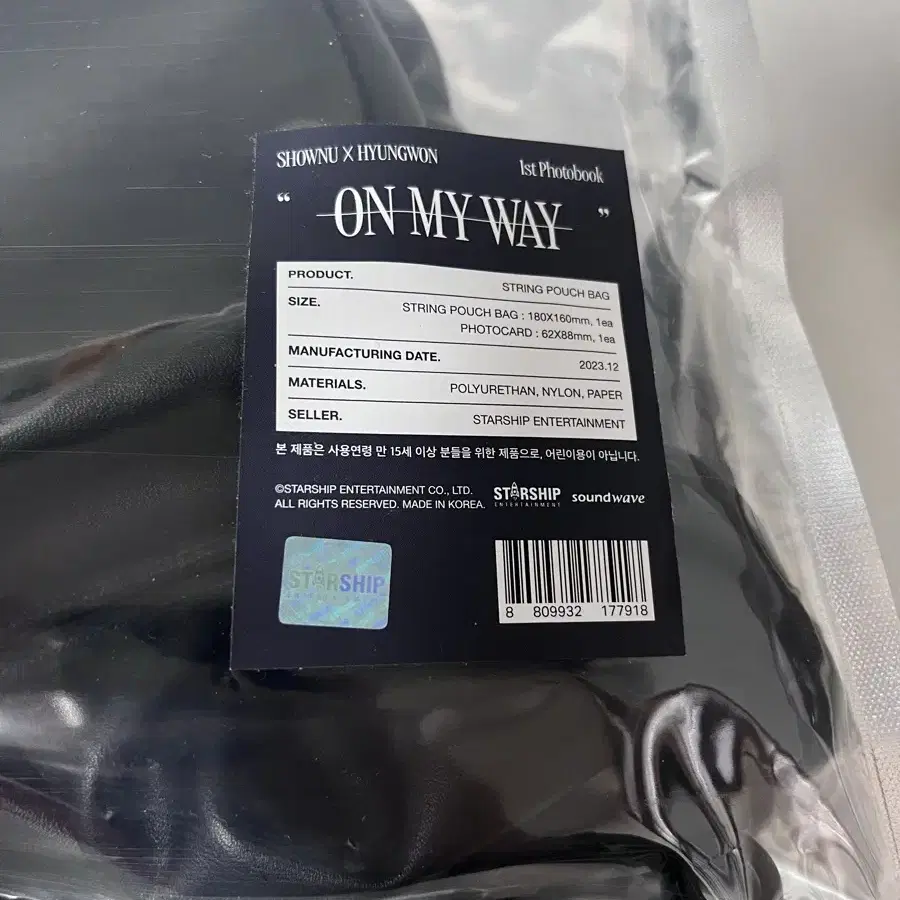 SHOWNU X HYUNGWON
1st Photobook
“ ON MY WAY ”
PRODUCT. STRING POUCH BAG
SIZE. STRING POUCH BAG : 180X160mm, 1ea
PHOTOCARD : 62X88mm, 1ea
MANUFACTURING DATE. 2023.12
MATERIALS. POLYURETHAN, NYLON, PAPER
SELLER. STARSHIP ENTERTAINMENT
본 제품은 사용연령 만 15세 이상 분들을 위한 제품으로, 어린이용이 아닙니다.
©STARSHIP ENTERTAINMENT CO., LTD.
ALL RIGHTS RESERVED. MADE IN KOREA.
STARSHIP
ENTERTAINMENT
soundwave
STARSHIP
ENTERTAINMENT
8 809932 177918